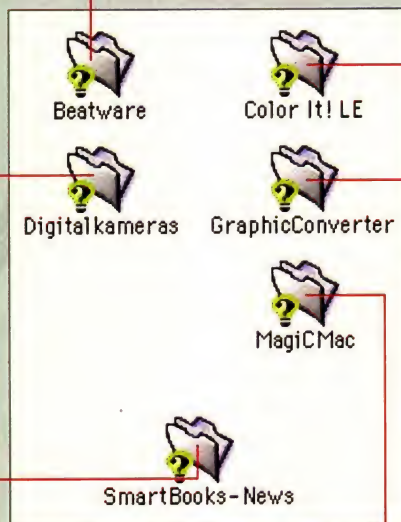 Beatware
Color It! LE
Digitalkameras
GraphicConverter
MagiCMac
SmartBooks-News